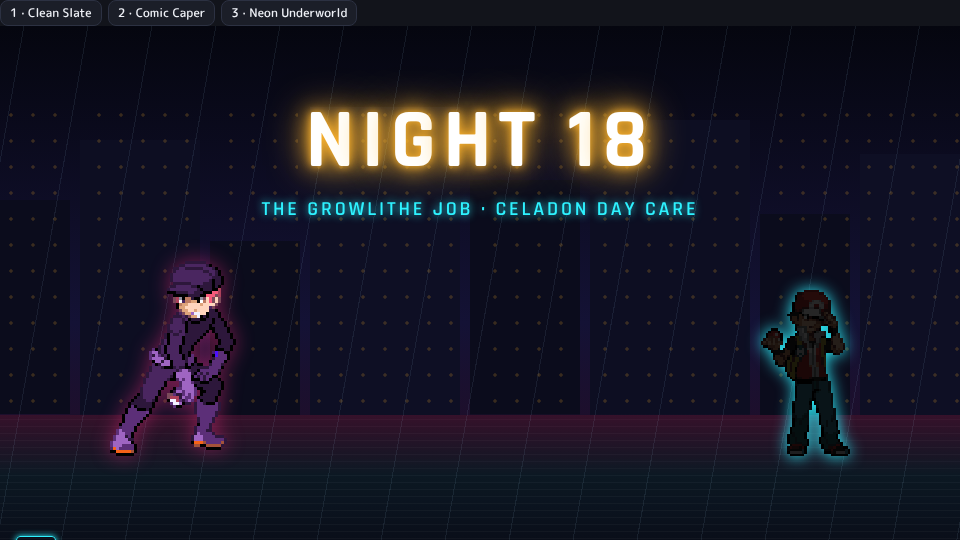 1 · Clean Slate
2 · Comic Caper
3 · Neon Underworld
NIGHT 18
THE GROWLITHE JOB · CELADON DAY CARE